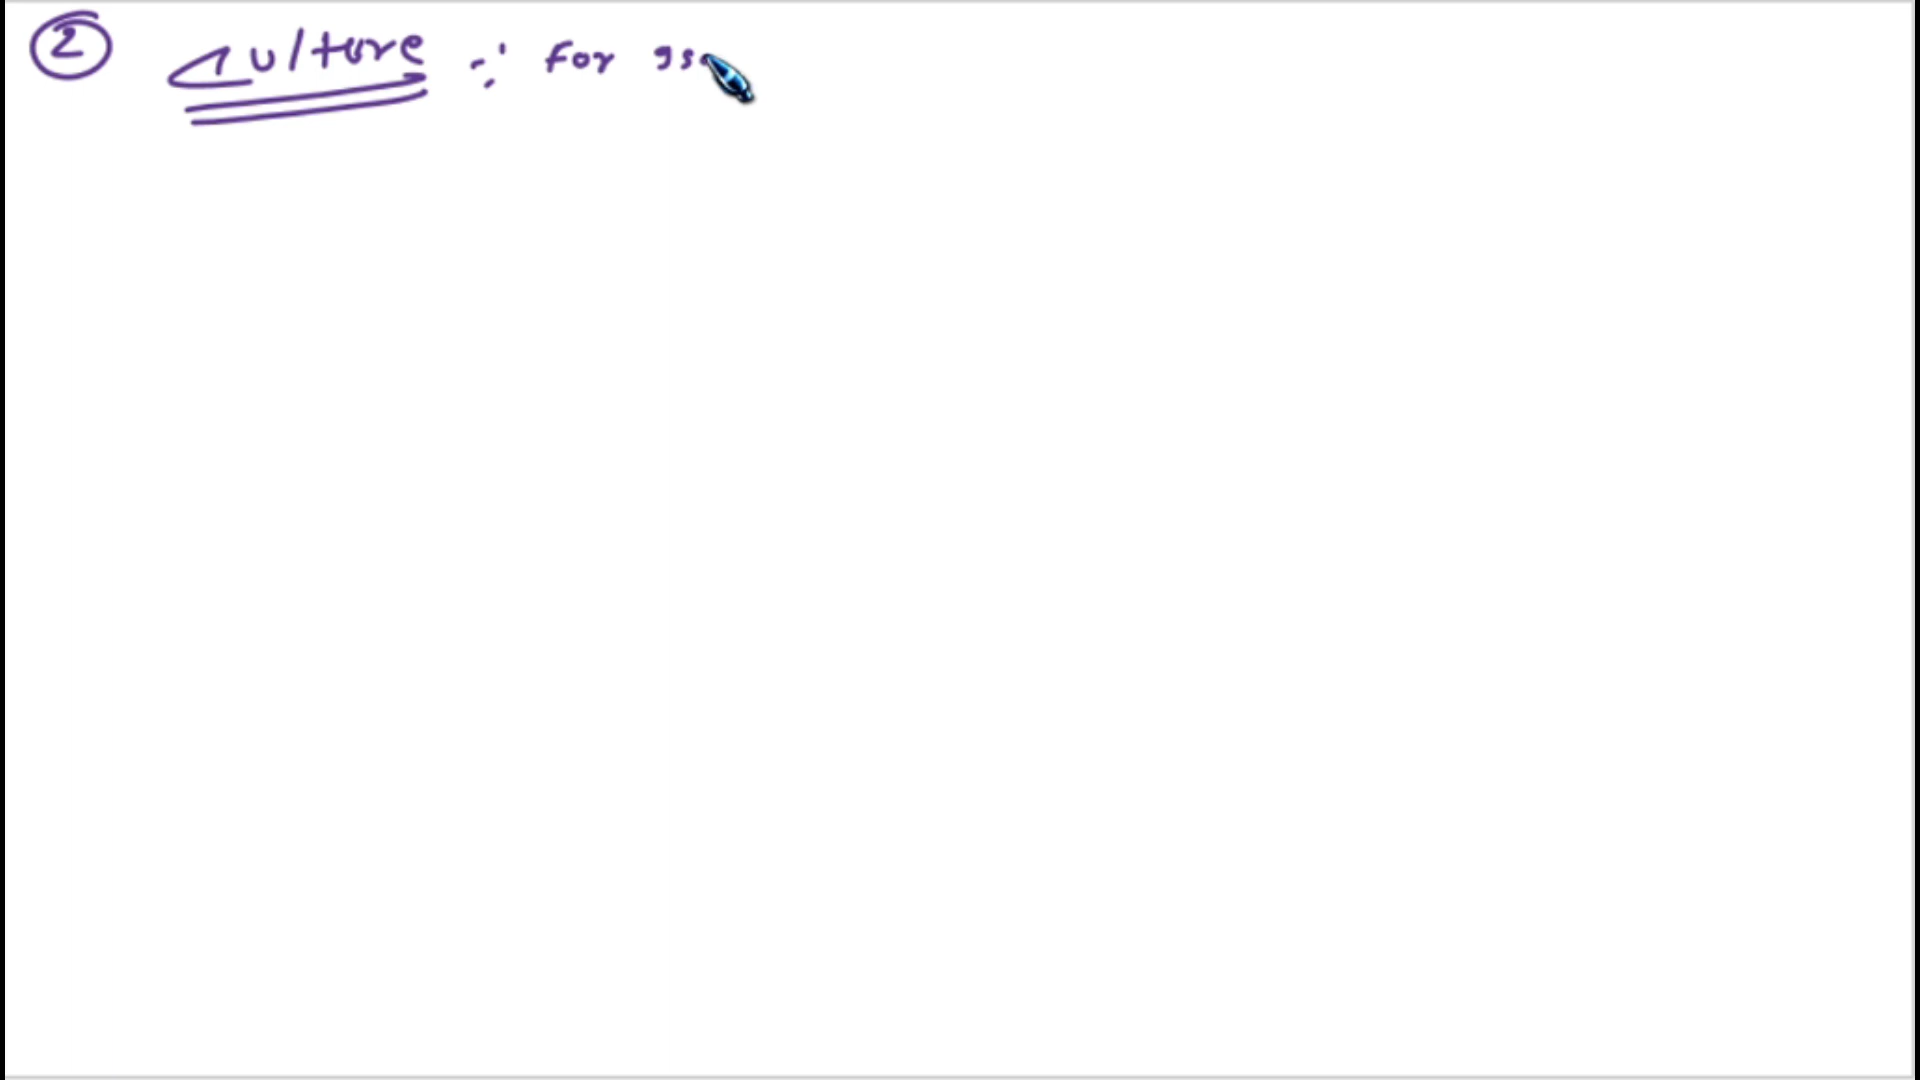 ② Culture :- for